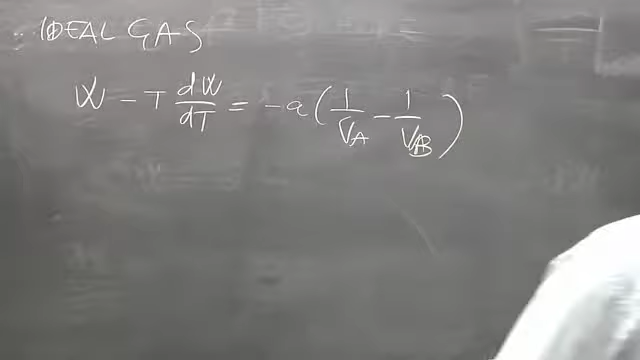 IDEAL GAS
W - T dW/dT = -a (1/V_A - 1/V_B)